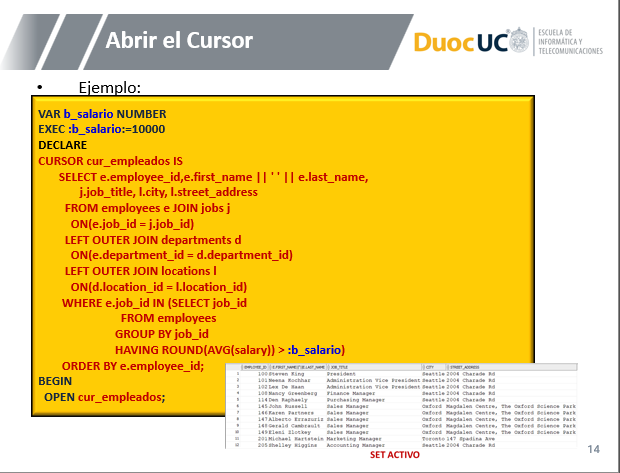 Abrir el Cursor
DuocUC
ESCUELA DE
INFORMÁTICA Y
TELECOMUNICACIONES
• Ejemplo:
VAR b_salario NUMBER
EXEC :b_salario:=10000
DECLARE
CURSOR cur_empleados IS
SELECT e.employee_id,e.first_name || ' ' || e.last_name,
j.job_title, l.city, l.street_address
FROM employees e JOIN jobs j
ON(e.job_id = j.job_id)
LEFT OUTER JOIN departments d
ON(e.department_id = d.department_id)
LEFT OUTER JOIN locations l
ON(d.location_id = l.location_id)
WHERE e.job_id IN (SELECT job_id
FROM employees
GROUP BY job_id
HAVING ROUND(AVG(salary)) > :b_salario)
ORDER BY e.employee_id;
BEGIN
OPEN cur_empleados;
EMPLOYEE_ID E.FIRST_NAME||''||E.LAST_NAME JOB_TITLE CITY STREET_ADDRESS
1 100 Steven King President Seattle 2004 Charade Rd
2 101 Neena Kochhar Administration Vice President Seattle 2004 Charade Rd
3 102 Lex De Haan Administration Vice President Seattle 2004 Charade Rd
4 108 Nancy Greenberg Finance Manager Seattle 2004 Charade Rd
5 114 Den Raphaely Purchasing Manager Seattle 2004 Charade Rd
6 145 John Russell Sales Manager Oxford Magdalen Centre, The Oxford Science Park
7 146 Karen Partners Sales Manager Oxford Magdalen Centre, The Oxford Science Park
8 147 Alberto Errazuriz Sales Manager Oxford Magdalen Centre, The Oxford Science Park
9 148 Gerald Cambrault Sales Manager Oxford Magdalen Centre, The Oxford Science Park
10 149 Eleni Zlotkey Sales Manager Oxford Magdalen Centre, The Oxford Science Park
11 201 Michael Hartstein Marketing Manager Toronto 147 Spadina Ave
12 205 Shelley Higgins Accounting Manager Seattle 2004 Charade Rd
SET ACTIVO
14